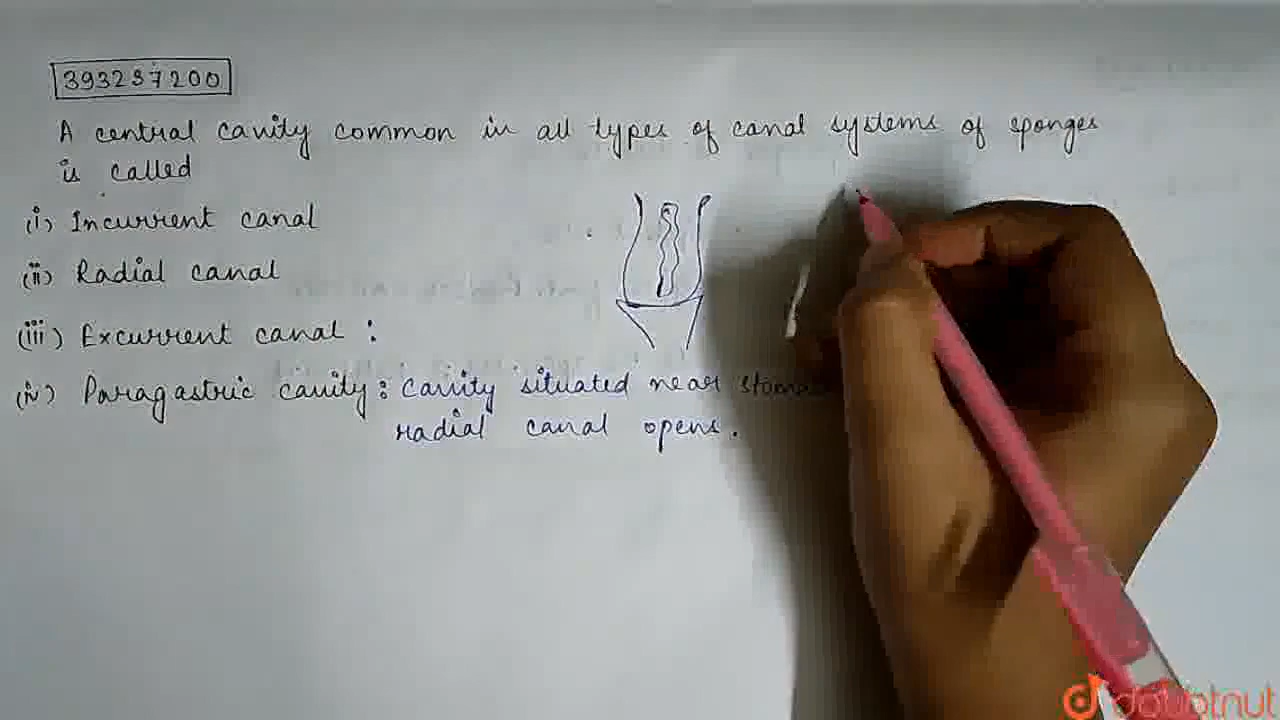 393237200
A central cavity common in all types of canal systems of sponges
is called
(i) Incurrent canal
(ii) Radial canal
(iii) Excurrent canal :
(iv) Paragastric cavity : Cavity situated near
radial canal opens.
doubtnut